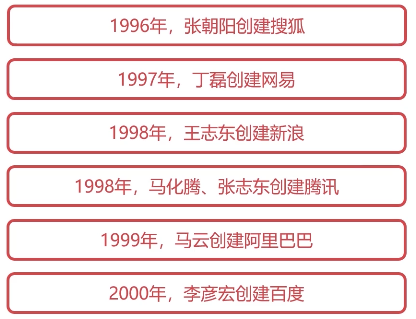 1996年，张朝阳创建搜狐
1997年，丁磊创建网易
1998年，王志东创建新浪
1998年，马化腾、张志东创建腾讯
1999年，马云创建阿里巴巴
2000年，李彦宏创建百度